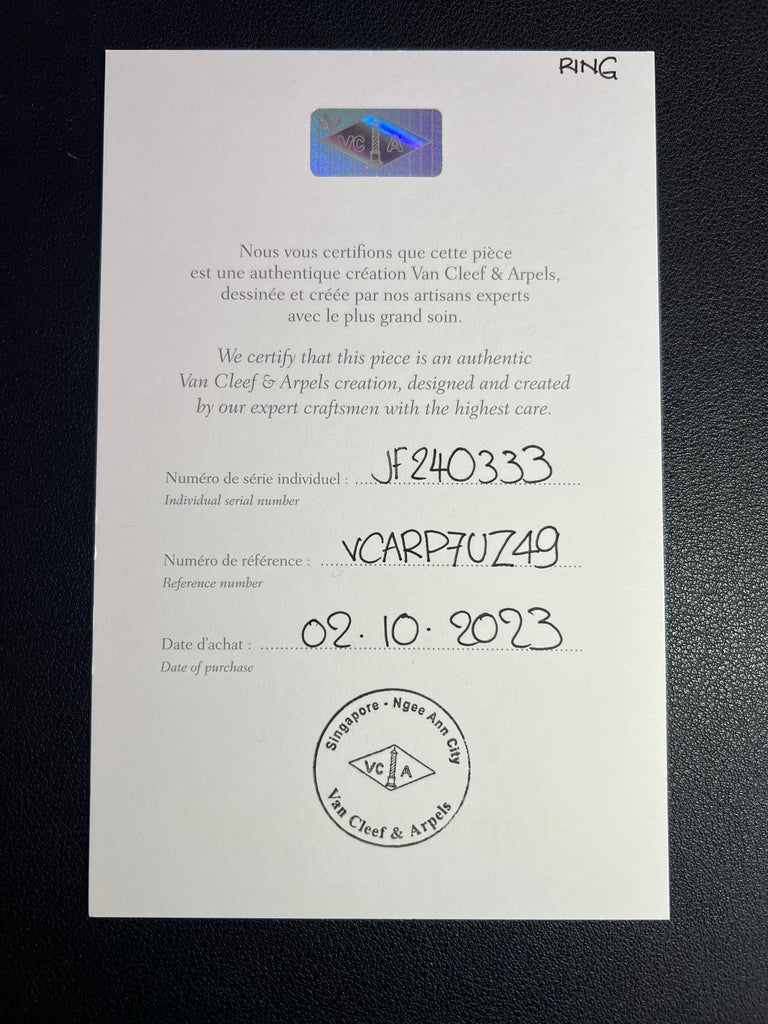 RING
VC A
Nous vous certifions que cette pièce
est une authentique création Van Cleef & Arpels,
dessinée et créée par nos artisans experts
avec le plus grand soin.
We certify that this piece is an authentic
Van Cleef & Arpels creation, designed and created
by our expert craftsmen with the highest care.
Numéro de série individuel : JF240333
Individual serial number
Numéro de référence : VCARP7UZ49
Reference number
Date d'achat : 02.10.2023
Date of purchase
Singapore - Ngee Ann City
VC A
Van Cleef & Arpels